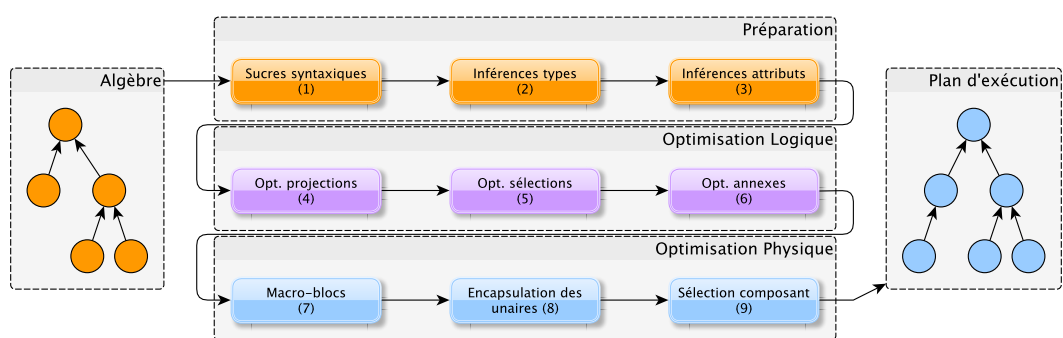 Algèbre
Préparation
Sucres syntaxiques
(1)
Inférences types
(2)
Inférences attributs
(3)
Optimisation Logique
Opt. projections
(4)
Opt. sélections
(5)
Opt. annexes
(6)
Optimisation Physique
Macro-blocs
(7)
Encapsulation des
unaires (8)
Sélection composant
(9)
Plan d'exécution